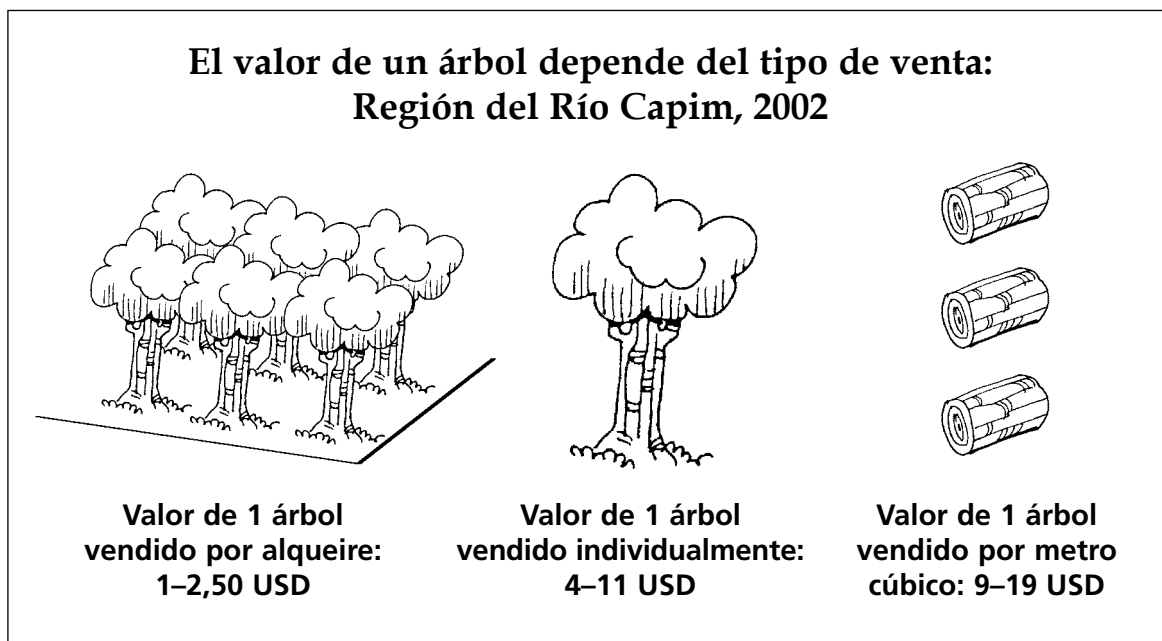 El valor de un árbol depende del tipo de venta:
Región del Río Capim, 2002
Valor de 1 árbol
vendido por alqueire:
1–2,50 USD
Valor de 1 árbol
vendido individualmente:
4–11 USD
Valor de 1 árbol
vendido por metro
cúbico: 9–19 USD